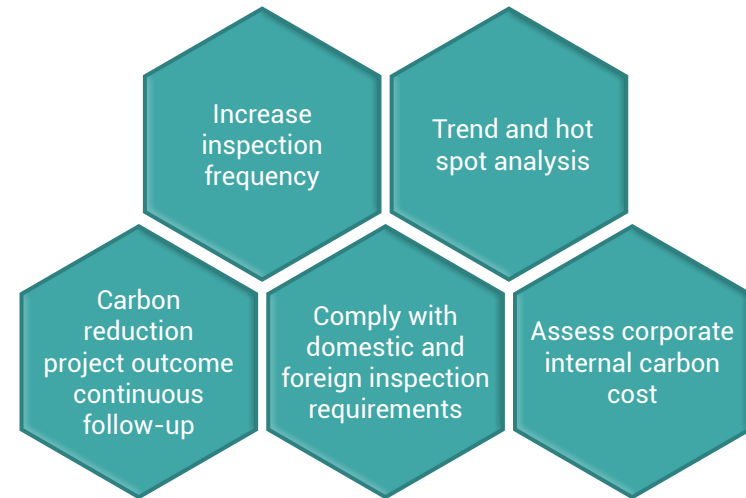 Increase
inspection
frequency
Trend and hot
spot analysis
Carbon
reduction
project outcome
continuous
follow-up
Comply with
domestic and
foreign inspection
requirements
Assess corporate
internal carbon
cost